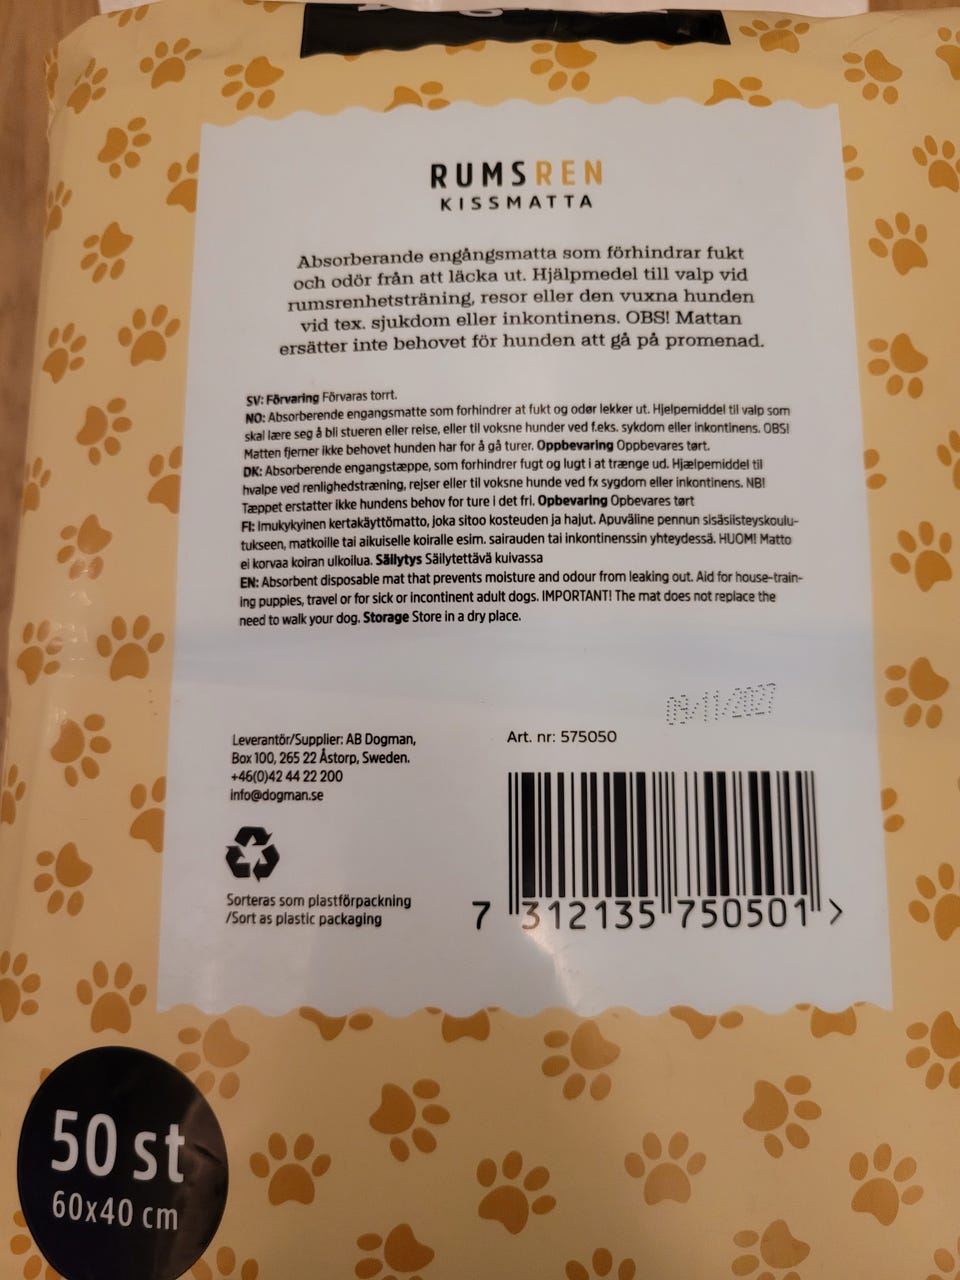 RUMSREN
KISSMATTA
Absorberande engångsmatta som förhindrar fukt
och odör från att läcka ut. Hjälpmedel till valp vid
rumsrenhetsträning, resor eller den vuxna hunden
vid tex. sjukdom eller inkontinens. OBS! Mattan
ersätter inte behovet för hunden att gå på promenad.
SV: Förvaring Förvaras torrt.
NO: Absorberende engangsmatte som forhindrer at fukt og odør lekker ut. Hjelpemiddel til valp som
skal lære seg å bli stueren eller reise, eller til voksne hunder ved f.eks. sykdom eller inkontinens. OBS!
Matten fjerner ikke behovet hunden har for å gå turer. Oppbevaring Oppbevares tørt.
DK: Absorberende engangstæppe, som forhindrer fugt og lugt i at trænge ud. Hjælpemiddel til
hvalpe ved renlighedstræning, rejser eller til voksne hunde ved fx sygdom eller inkontinens. NB!
Tæppet erstatter ikke hundens behov for ture i det fri. Opbevaring Opbevares tørt
FI: Imukykyinen kertakäyttömatto, joka sitoo kosteuden ja hajut. Apuväline pennun sisäsiisteyskoulu-
tukseen, matkoille tai aikuiselle koiralle esim. sairauden tai inkontinenssin yhteydessä. HUOM! Matto
ei korvaa koiran ulkoilua. Säilytys Säilytettävä kuivassa
EN: Absorbent disposable mat that prevents moisture and odour from leaking out. Aid for house-train-
ing puppies, travel or for sick or incontinent adult dogs. IMPORTANT! The mat does not replace the
need to walk your dog. Storage Store in a dry place.
09/11/2027
Leverantör/Supplier: AB Dogman,
Box 100, 265 22 Åstorp, Sweden.
+46(0)42 44 22 200
info@dogman.se
Art. nr: 575050
Sorteras som plastförpackning
/Sort as plastic packaging
7 312135 750501 >
50 st
60x40 cm